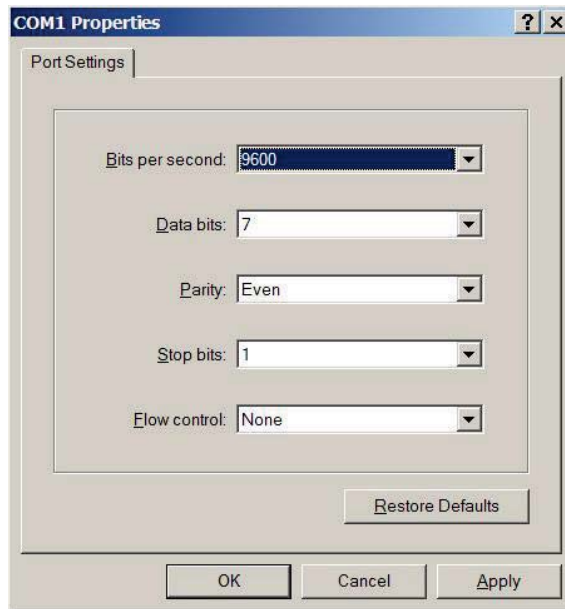 COM1 Properties
Port Settings
Bits per second: 9600
Data bits: 7
Parity: Even
Stop bits: 1
Flow control: None
Restore Defaults
OK Cancel Apply